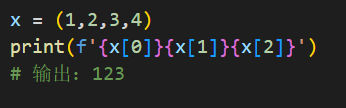 x = (1,2,3,4)
print(f'{x[0]}{x[1]}{x[2]}')
# 输出：123